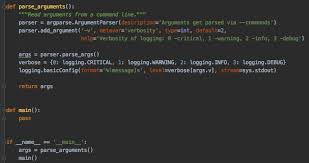 def parse_arguments():
    """Read arguments from a command line."""
    parser = argparse.ArgumentParser(description='Arguments get parsed via --commands')
    parser.add_argument('-v', metavar='verbosity', type=int, default=2,
                        help='Verbosity of logging: 0 -critical, 1 -warning, 2 -info, 3 -debug')

    args = parser.parse_args()
    verbose = {0: logging.CRITICAL, 1: logging.WARNING, 2: logging.INFO, 3: logging.DEBUG}
    logging.basicConfig(format='%(message)s', level=verbose[args.v], stream=sys.stdout)

    return args


def main():
    pass


if __name__ == '__main__':
    args = parse_arguments()
    main()